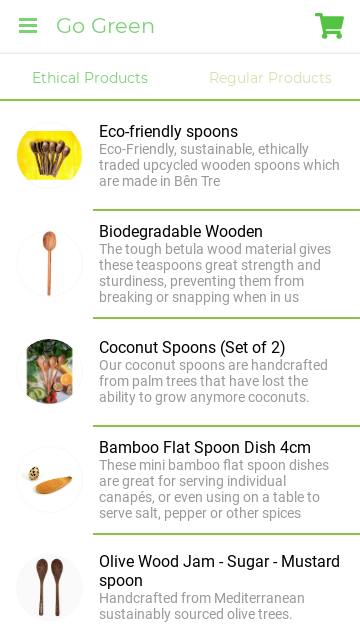 Go Green
Ethical Products
Regular Products
Eco-friendly spoons
Eco-Friendly, sustainable, ethically
traded upcycled wooden spoons which
are made in Bên Tre
Biodegradable Wooden
The tough betula wood material gives
these teaspoons great strength and
sturdiness, preventing them from
breaking or snapping when in us
Coconut Spoons (Set of 2)
Our coconut spoons are handcrafted
from palm trees that have lost the
ability to grow anymore coconuts.
Bamboo Flat Spoon Dish 4cm
These mini bamboo flat spoon dishes
are great for serving individual
canapés, or even using on a table to
serve salt, pepper or other spices
Olive Wood Jam - Sugar - Mustard
spoon
Handcrafted from Mediterranean
sustainably sourced olive trees.